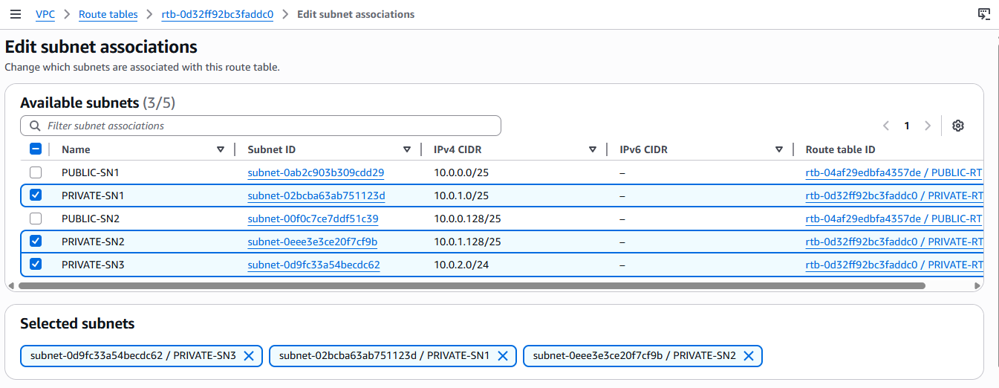 VPC > Route tables > rtb-0d32ff92bc3faddc0 > Edit subnet associations
Edit subnet associations
Change which subnets are associated with this route table.
Available subnets (3/5)
Filter subnet associations
1
Name Subnet ID IPv4 CIDR IPv6 CIDR Route table ID
PUBLIC-SN1 subnet-0ab2c903b309cdd29 10.0.0.0/25 – rtb-04af29edbfa4357de / PUBLIC-RT
PRIVATE-SN1 subnet-02bcba63ab751123d 10.0.1.0/25 – rtb-0d32ff92bc3faddc0 / PRIVATE-RT
PUBLIC-SN2 subnet-00f0c7ce7ddf51c39 10.0.0.128/25 – rtb-04af29edbfa4357de / PUBLIC-RT
PRIVATE-SN2 subnet-0eee3e3ce20f7cf9b 10.0.1.128/25 – rtb-0d32ff92bc3faddc0 / PRIVATE-RT
PRIVATE-SN3 subnet-0d9fc33a54becdc62 10.0.2.0/24 – rtb-0d32ff92bc3faddc0 / PRIVATE-RT
Selected subnets
subnet-0d9fc33a54becdc62 / PRIVATE-SN3 subnet-02bcba63ab751123d / PRIVATE-SN1 subnet-0eee3e3ce20f7cf9b / PRIVATE-SN2